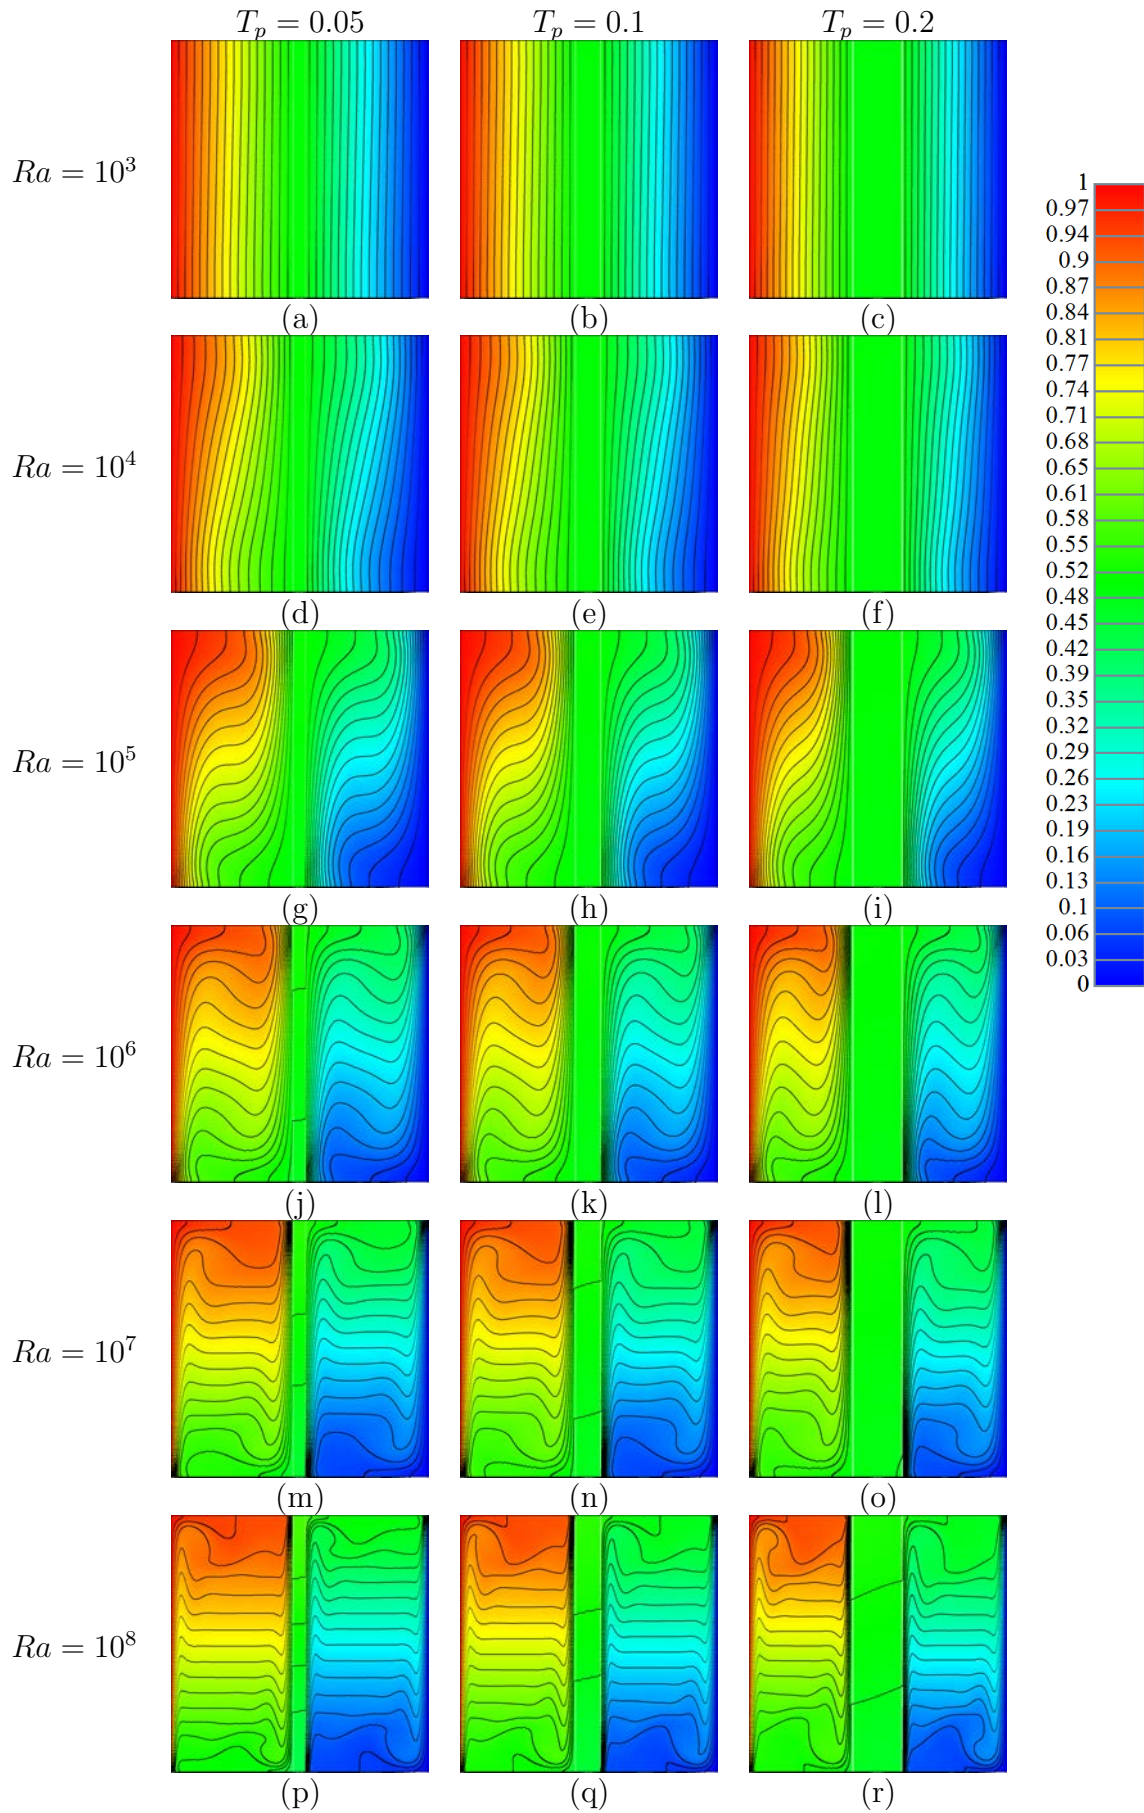 T_p = 0.05 T_p = 0.1 T_p = 0.2
Ra = 10^3
(a) (b) (c)
Ra = 10^4
(d) (e) (f)
Ra = 10^5
(g) (h) (i)
Ra = 10^6
(j) (k) (l)
Ra = 10^7
(m) (n) (o)
Ra = 10^8
(p) (q) (r)
1
0.97
0.94
0.9
0.87
0.84
0.81
0.77
0.74
0.71
0.68
0.65
0.61
0.58
0.55
0.52
0.48
0.45
0.42
0.39
0.35
0.32
0.29
0.26
0.23
0.19
0.16
0.13
0.1
0.06
0.03
0